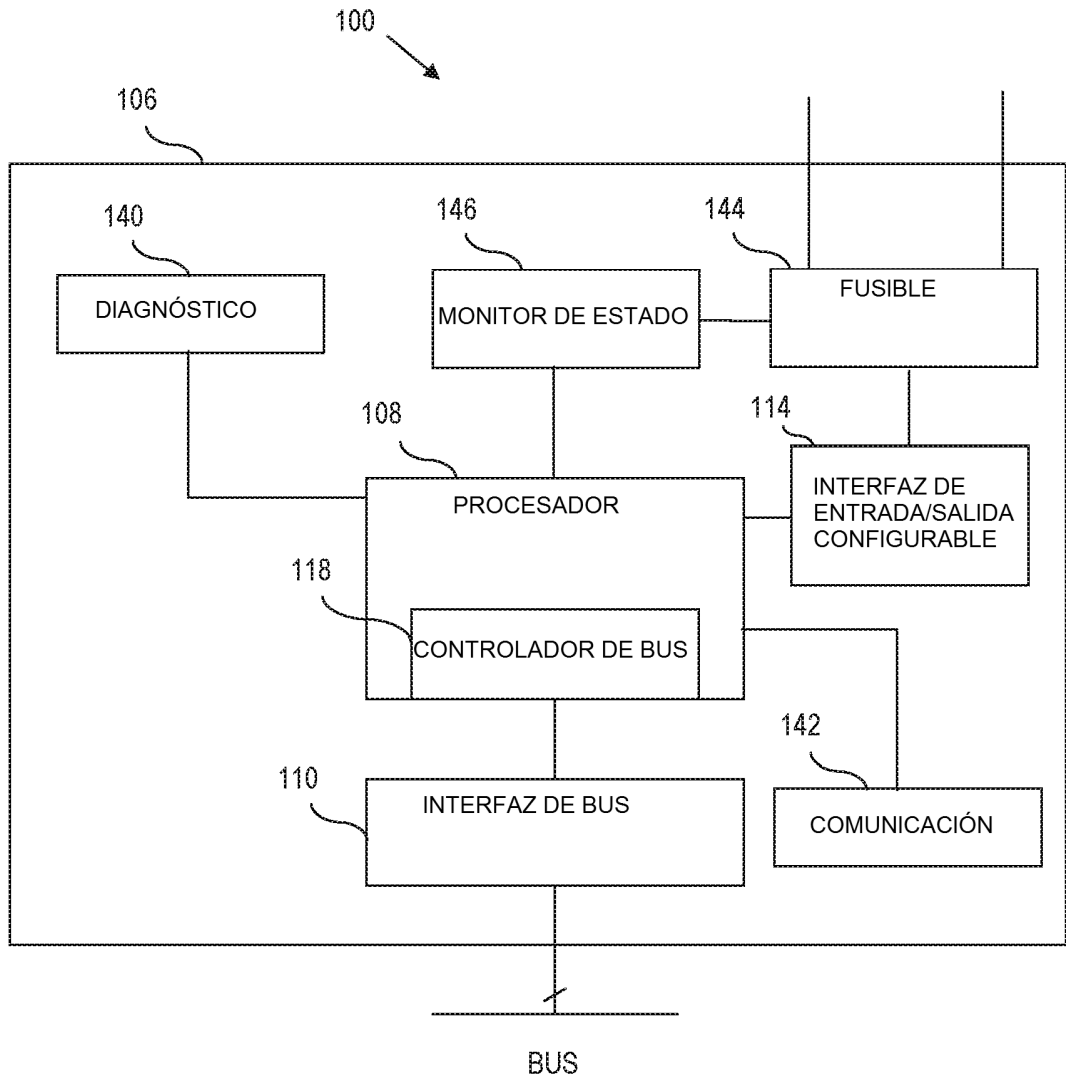 100
106
140
DIAGNÓSTICO
146
MONITOR DE ESTADO
144
FUSIBLE
108
PROCESADOR
114
INTERFAZ DE
ENTRADA/SALIDA
CONFIGURABLE
118
CONTROLADOR DE BUS
110
INTERFAZ DE BUS
142
COMUNICACIÓN
BUS